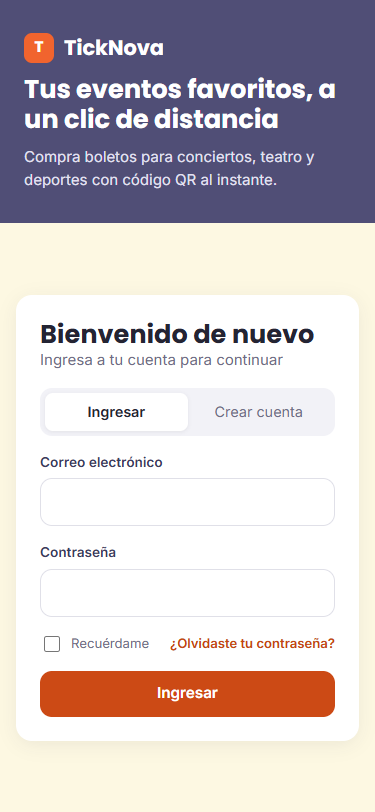 T TickNova
Tus eventos favoritos, a
un clic de distancia
Compra boletos para conciertos, teatro y
deportes con código QR al instante.
Bienvenido de nuevo
Ingresa a tu cuenta para continuar
Ingresar Crear cuenta
Correo electrónico
Contraseña
Recuérdame ¿Olvidaste tu contraseña?
Ingresar